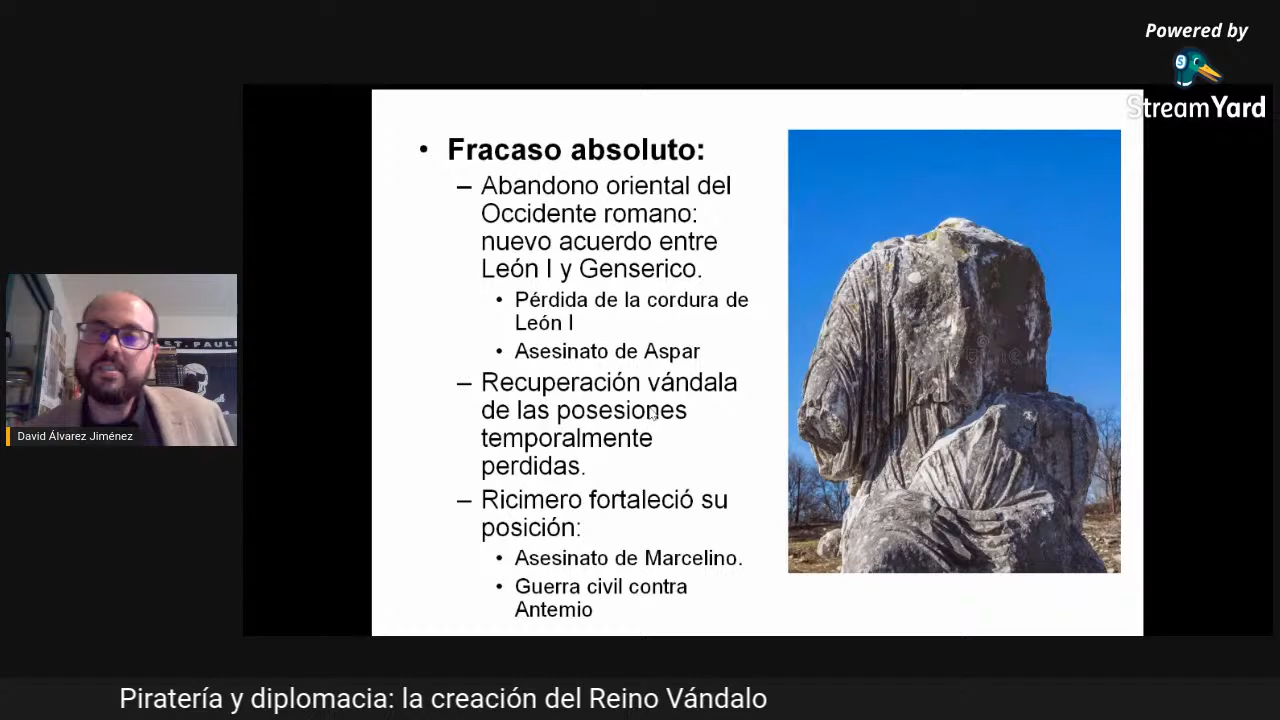 Powered by
StreamYard
• Fracaso absoluto:
– Abandono oriental del
Occidente romano:
nuevo acuerdo entre
León I y Genserico.
• Pérdida de la cordura de
León I
• Asesinato de Aspar
– Recuperación vándala
de las posesiones
temporalmente
perdidas.
– Ricimero fortaleció su
posición:
• Asesinato de Marcelino.
• Guerra civil contra
Antemio
ST. PAULI
David Álvarez Jiménez
Piratería y diplomacia: la creación del Reino Vándalo